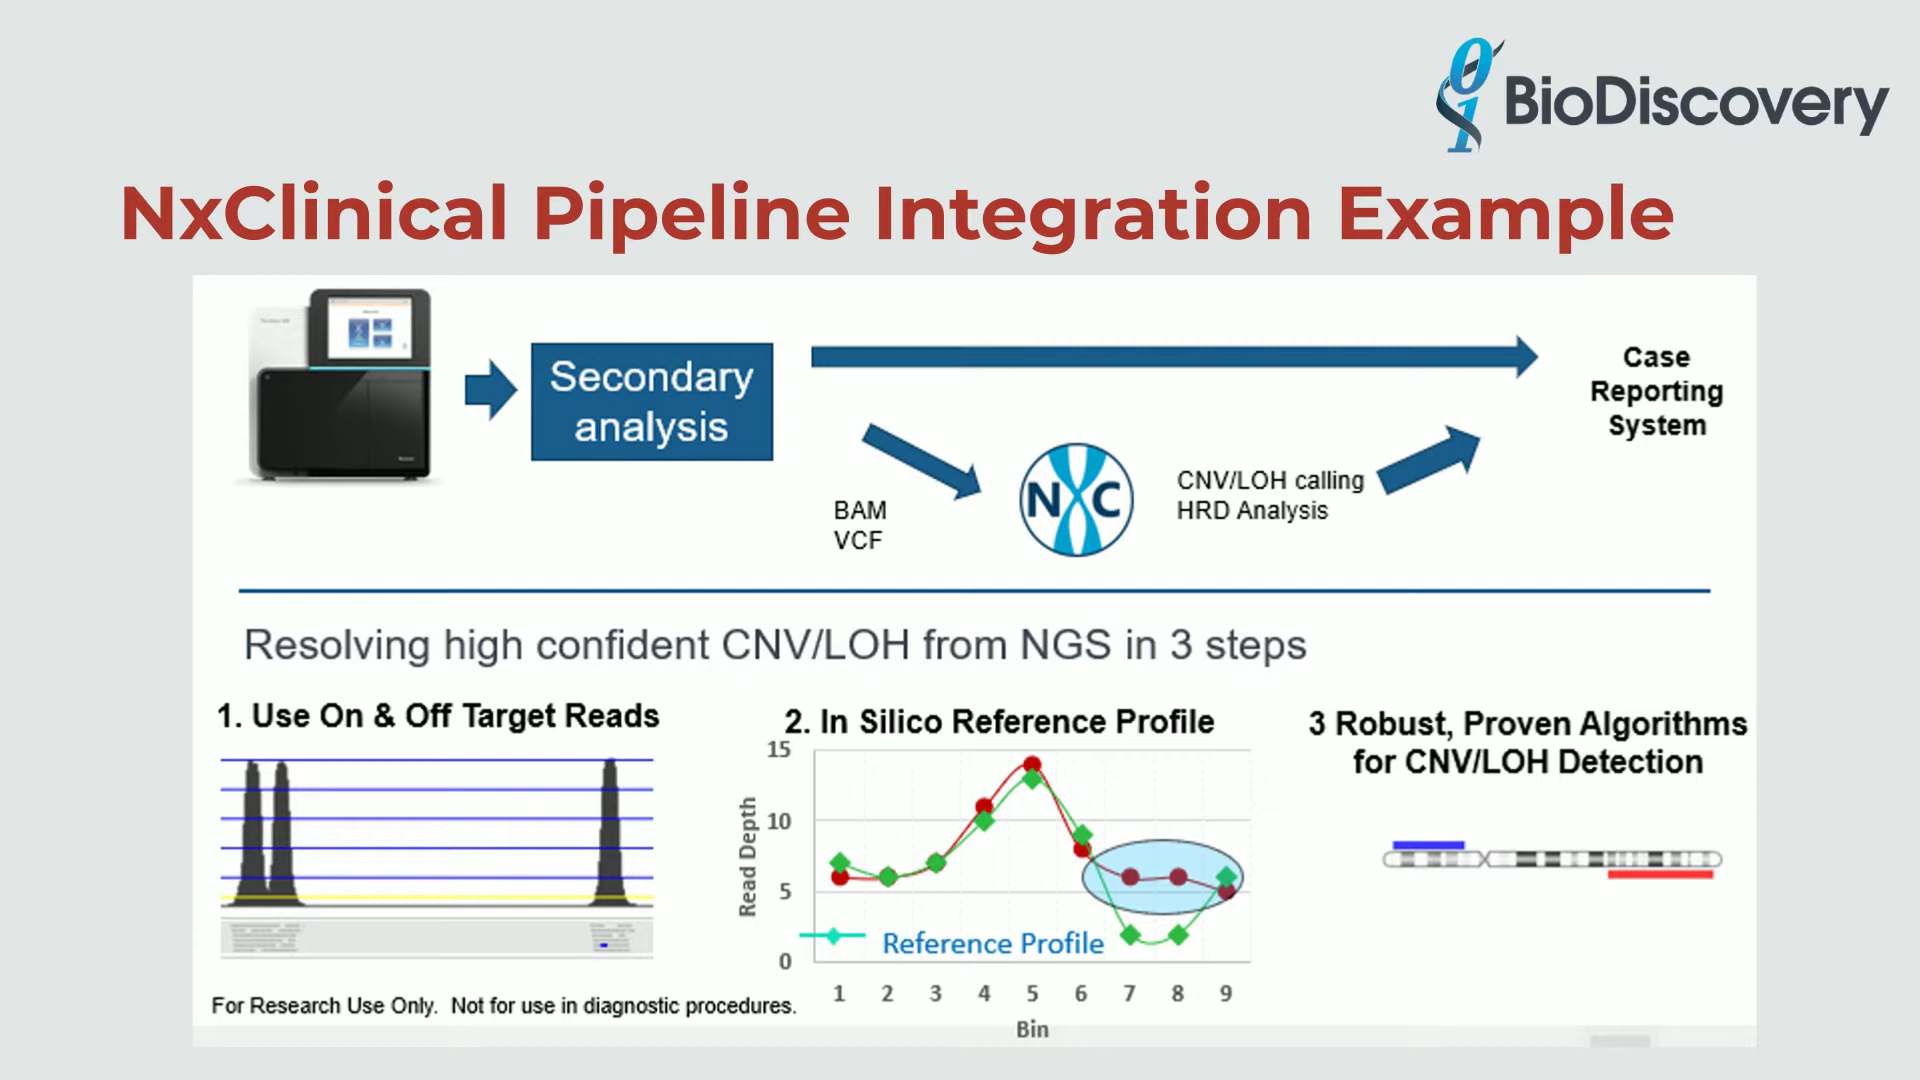 BioDiscovery
NxClinical Pipeline Integration Example
Secondary
analysis
Case
Reporting
System
BAM
VCF
NXC
CNV/LOH calling
HRD Analysis
Resolving high confident CNV/LOH from NGS in 3 steps
1. Use On & Off Target Reads
2. In Silico Reference Profile
3 Robust, Proven Algorithms
for CNV/LOH Detection
15
10
5
0
Read Depth
Reference Profile
1 2 3 4 5 6 7 8 9
Bin
For Research Use Only. Not for use in diagnostic procedures.